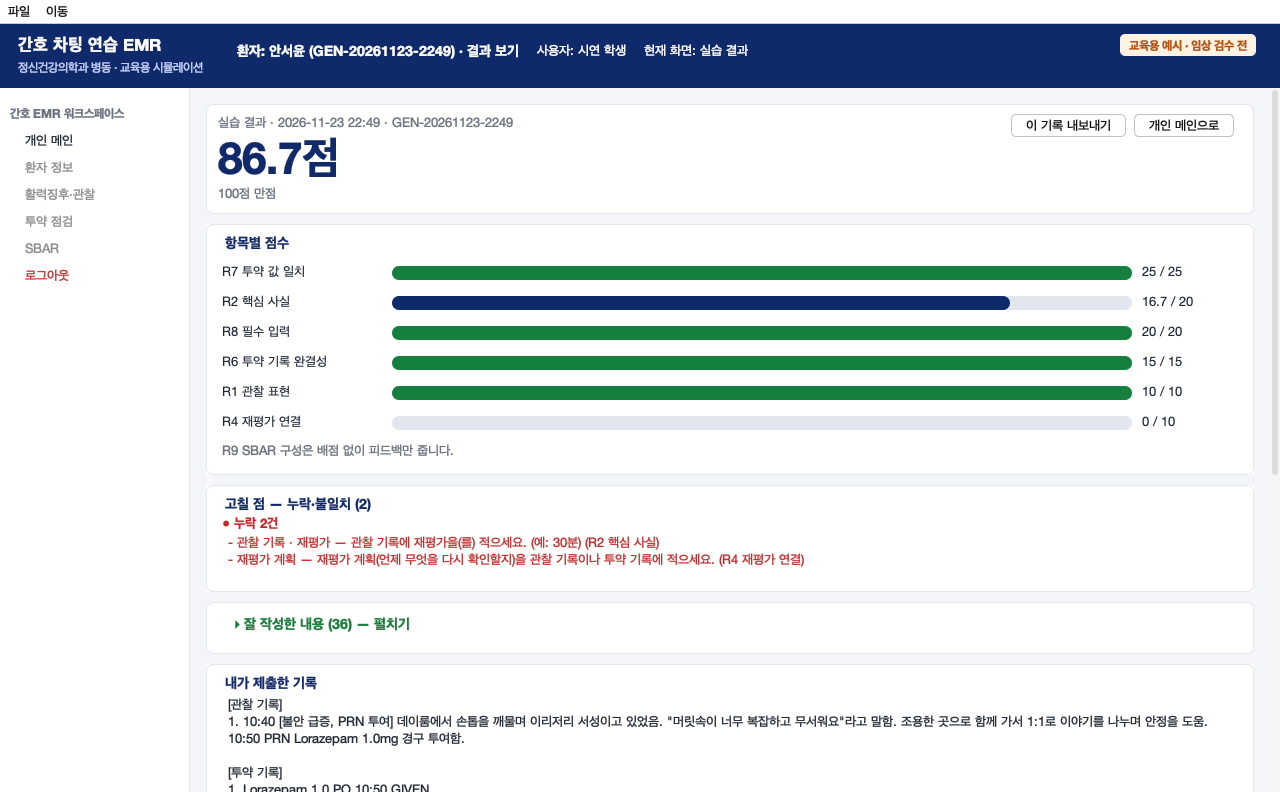 파일 이동
간호 차팅 연습 EMR
정신건강의학과 병동 · 교육용 시뮬레이션
환자: 안서윤 (GEN-20261123-2249) · 결과 보기 사용자: 시연 학생 현재 화면: 실습 결과
교육용 예시 · 임상 검수 전
간호 EMR 워크스페이스
개인 메인
환자 정보
활력징후·관찰
투약 점검
SBAR
로그아웃
실습 결과 · 2026-11-23 22:49 · GEN-20261123-2249
이 기록 내보내기 개인 메인으로
86.7점
100점 만점
항목별 점수
R7 투약 값 일치 25 / 25
R2 핵심 사실 16.7 / 20
R8 필수 입력 20 / 20
R6 투약 기록 완결성 15 / 15
R1 관찰 표현 10 / 10
R4 재평가 연결 0 / 10
R9 SBAR 구성은 배점 없이 피드백만 줍니다.
고칠 점 — 누락·불일치 (2)
● 누락 2건
- 관찰 기록 · 재평가 — 관찰 기록에 재평가을(를) 적으세요. (예: 30분) (R2 핵심 사실)
- 재평가 계획 — 재평가 계획(언제 무엇을 다시 확인할지)을 관찰 기록이나 투약 기록에 적으세요. (R4 재평가 연결)
잘 작성한 내용 (36) — 펼치기
내가 제출한 기록
[관찰 기록]
1. 10:40 [불안 급증, PRN 투여] 데이룸에서 손톱을 깨물며 이리저리 서성이고 있었음. "머릿속이 너무 복잡하고 무서워요"라고 말함. 조용한 곳으로 함께 가서 1:1로 이야기를 나누며 안정을 도움.
10:50 PRN Lorazepam 1.0mg 경구 투여함.
[투약 기록]
1. Lorazepam 1.0 PO 10:50 GIVEN